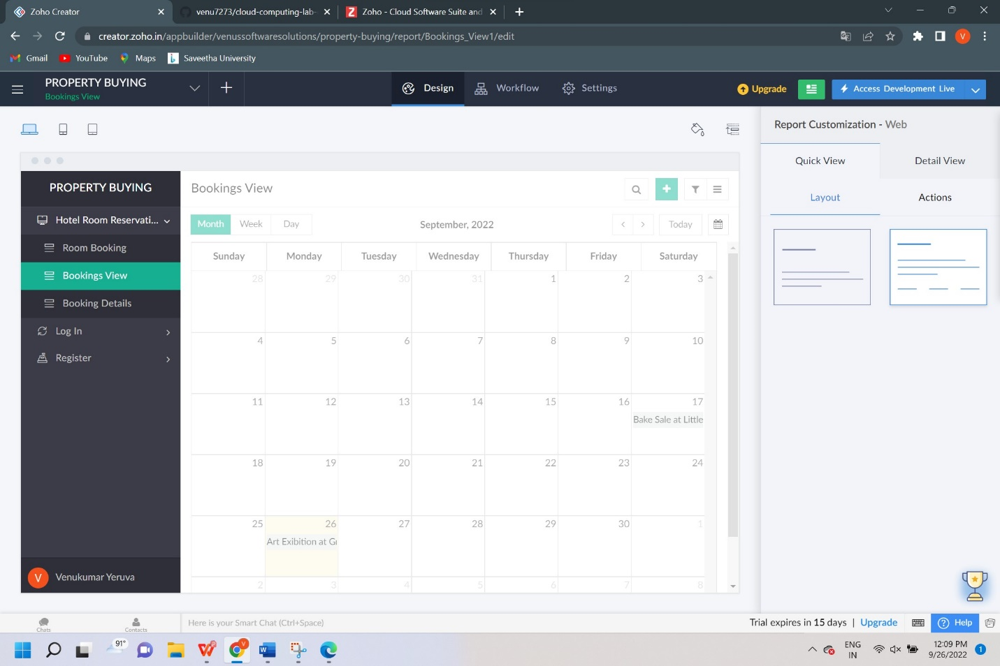 Zoho Creator
venu7273/cloud-computing-lab-
Zoho - Cloud Software Suite and
creator.zoho.in/appbuilder/venussoftwaresolutions/property-buying/report/Bookings_View1/edit
V
Gmail
YouTube
Maps
Saveetha University
PROPERTY BUYING
Bookings View
Design
Workflow
Settings
Upgrade
Access Development Live
Report Customization - Web
Quick View
Detail View
Layout
Actions
PROPERTY BUYING
Hotel Room Reservati...
Room Booking
Bookings View
Booking Details
Log In
Register
V
Venukumar Yeruva
Bookings View
Month Week Day
September, 2022
Today
Sunday Monday Tuesday Wednesday Thursday Friday Saturday
28 29 30 31 1 2 3
4 5 6 7 8 9 10
11 12 13 14 15 16 17
Bake Sale at Little
18 19 20 21 22 23 24
25 26 27 28 29 30 1
Art Exibition at Gr
2 3 4 5 6 7 8
Chats
Contacts
Here is your Smart Chat (Ctrl+Space)
Trial expires in 15 days | Upgrade
Help
91°
ENG
IN
12:09 PM
9/26/2022
1